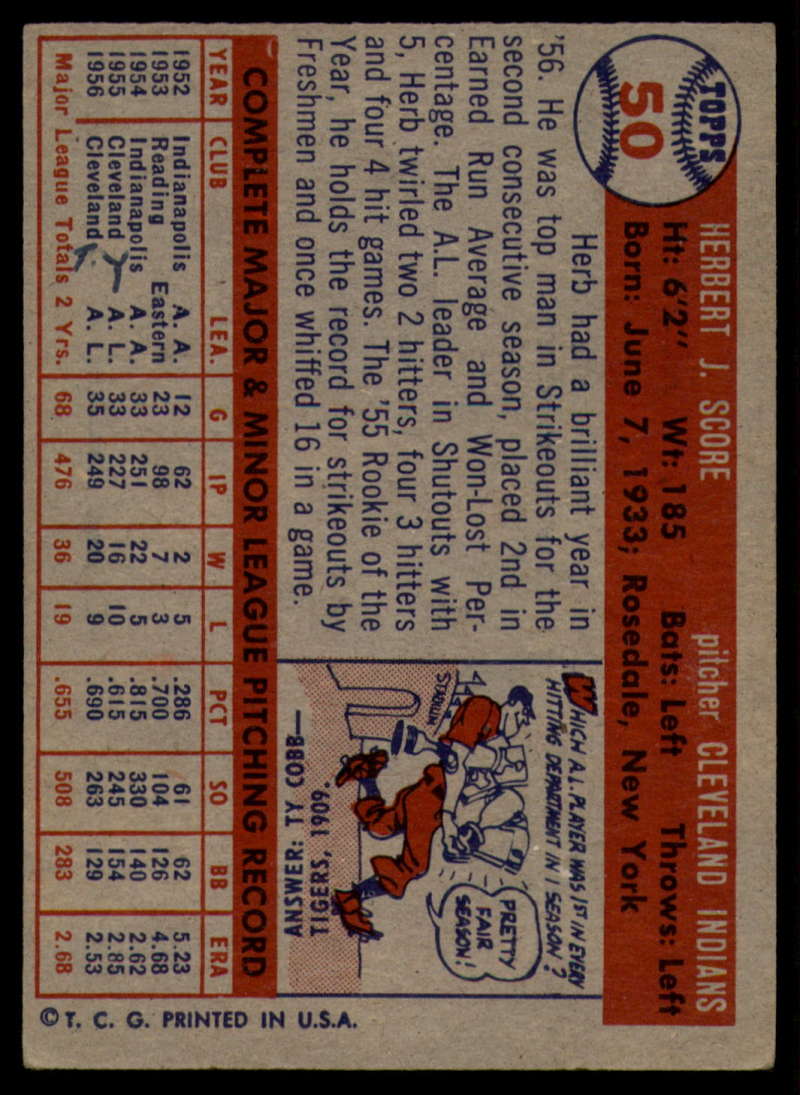 TOPPS
50
HERBERT J. SCORE pitcher CLEVELAND INDIANS
Ht: 6'2" Wt: 185 Bats: Left Throws: Left
Born: June 7, 1933; Rosedale, New York
Herb had a brilliant year in
'56. He was top man in Strikeouts for the
second consecutive season, placed 2nd in
Earned Run Average and Won-Lost Per-
centage. The A.L. leader in Shutouts with
5, Herb twirled two 2 hitters, four 3 hitters
and four 4 hit games. The '55 Rookie of the
Year, he holds the record for strikeouts by
Freshmen and once whiffed 16 in a game.
WHICH A.L. PLAYER WAS 1ST IN EVERY
HITTING DEPARTMENT IN 1 SEASON?
PRETTY
FAIR
SEASON!
STADIUM
ANSWER: TY COBB—
TIGERS, 1909.
COMPLETE MAJOR & MINOR LEAGUE PITCHING RECORD
YEAR CLUB LEA. G IP W L PCT SO BB ERA
1952 Indianapolis A. A. 12 62 2 5 .286 61 62 5.23
1953 Reading Eastern 23 98 7 3 .700 104 126 4.68
1954 Indianapolis A. A. 33 251 22 5 .815 330 140 2.62
1955 Cleveland A. L. 33 227 16 10 .615 245 154 2.85
1956 Cleveland A. L. 35 249 20 9 .690 263 129 2.53
Major League Totals 2 Yrs. 68 476 36 19 .655 508 283 2.68
© T. C. G. PRINTED IN U.S.A.